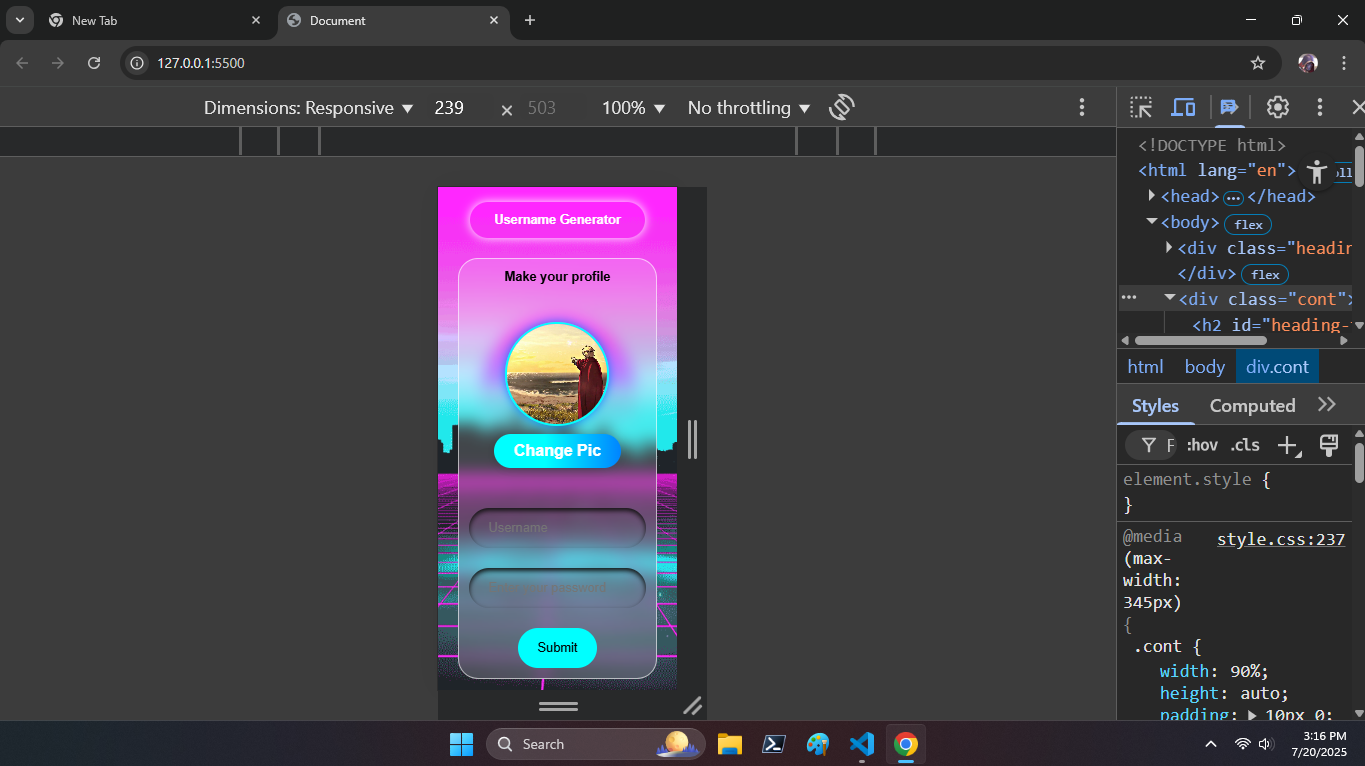 New Tab
Document
127.0.0.1:5500
Dimensions: Responsive ▼ 239 × 503 100% ▼ No throttling ▼
<!DOCTYPE html>
<html lang="en">
<head> ••• </head>
<body> flex
<div class="headin
</div> flex
••• <div class="cont">
<h2 id="heading-
html body div.cont
Styles Computed
F :hov .cls
element.style {
}
@media style.css:237
(max-
width:
345px)
{
.cont {
width: 90%;
height: auto;
padding: 10px 0;
Username Generator
Make your profile
Change Pic
Username
Submit
Search
3:16 PM
7/20/2025